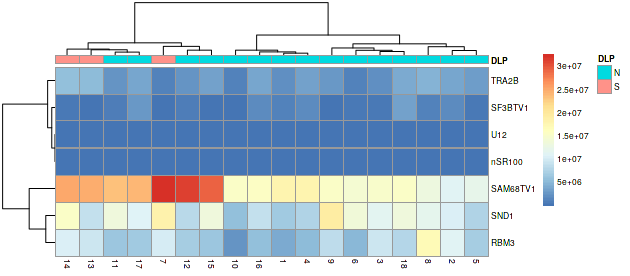 DLP
TRA2B
SF3BTV1
U12
nSR100
SAM68TV1
SND1
RBM3
14 13 11 17 7 12 15 10 16 1 4 9 6 3 18 8 2 5
3e+07
2.5e+07
2e+07
1.5e+07
1e+07
5e+06
DLP
N
S